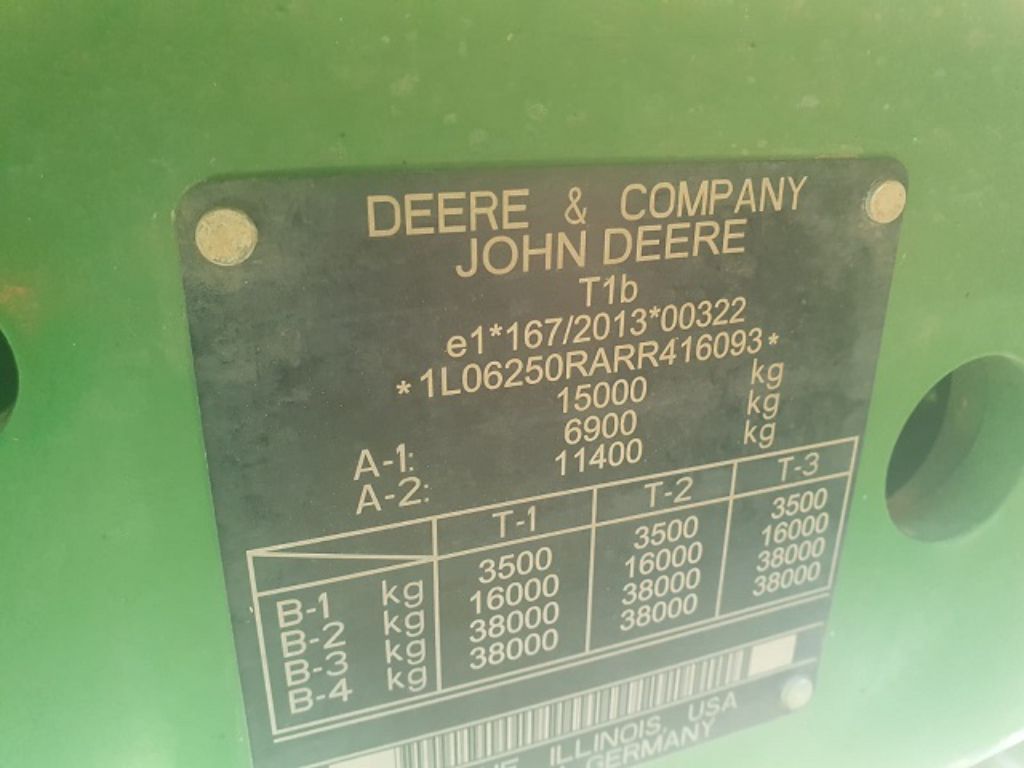 DEERE & COMPANY
JOHN DEERE
T1b
e1*167/2013*00322
*1L06250RARR416093*
15000 kg
A-1: 6900 kg
A-2: 11400 kg
T-1 T-2 T-3
B-1 kg 3500 3500 3500
B-2 kg 16000 16000 16000
B-3 kg 38000 38000 38000
B-4 kg 38000 38000 38000
ILLINOIS, USA
GERMANY